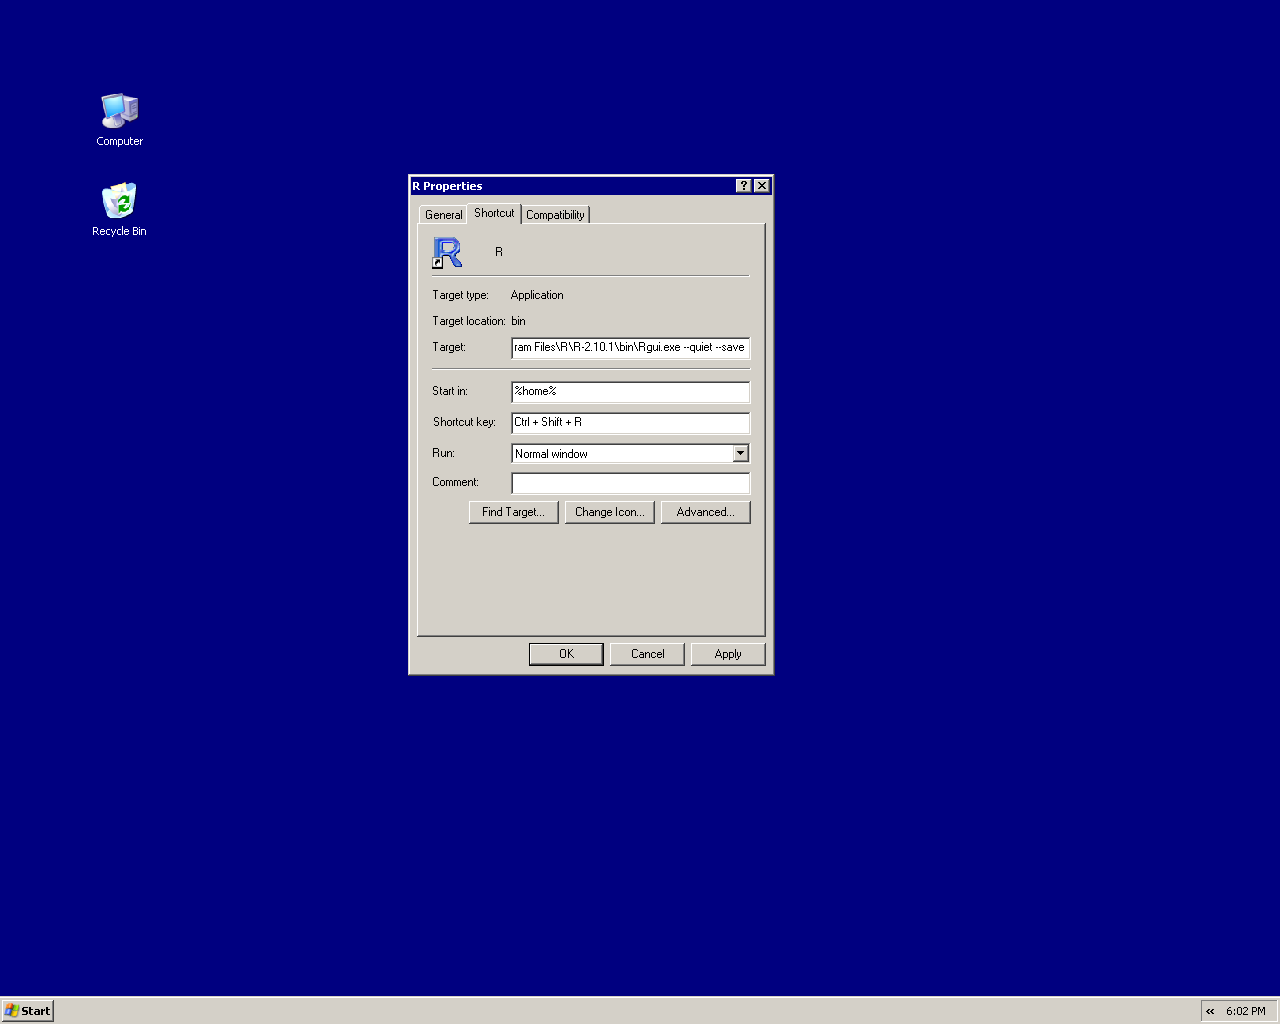 Computer
Recycle Bin
R Properties
General Shortcut Compatibility
R
Target type: Application
Target location: bin
Target: ram Files\R\R-2.10.1\bin\Rgui.exe --quiet --save
Start in: %home%
Shortcut key: Ctrl + Shift + R
Run: Normal window
Comment:
Find Target... Change Icon... Advanced...
OK Cancel Apply
Start « 6:02 PM